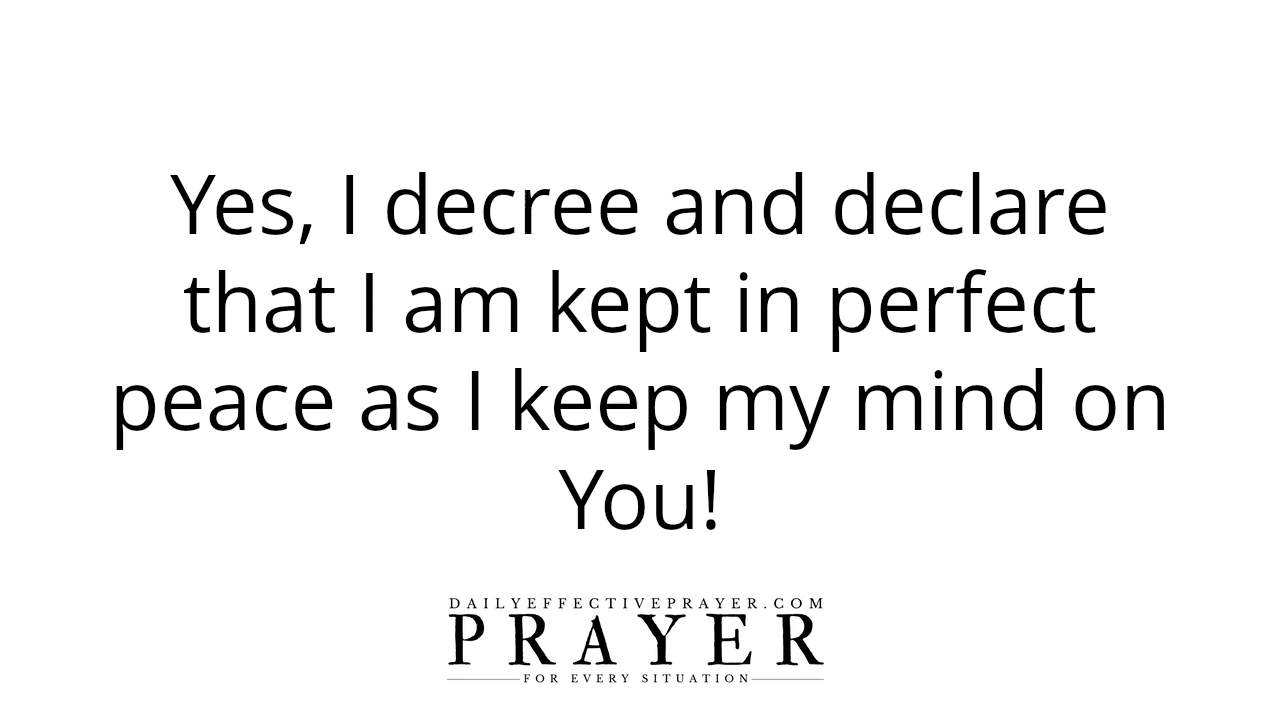 Yes, I decree and declare
that I am kept in perfect
peace as I keep my mind on
You!
DAILYEFFECTIVEPRAYER.COM
PRAYER
FOR EVERY SITUATION